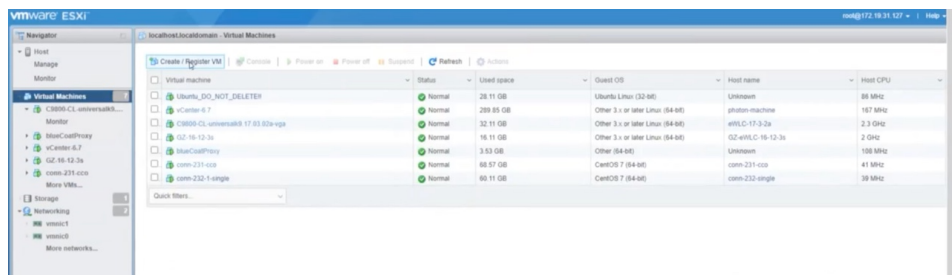 vmware ESXi
root@172.19.31.127 | Help
Navigator
localhost.localdomain - Virtual Machines
Host
Manage
Monitor
Virtual Machines
C9800-CL-universalk9....
Monitor
blueCoatProxy
vCenter-6.7
GZ-16-12-3s
conn-231-cco
More VMs...
Storage
Networking
vmnic1
vmnic0
More networks...
Create / Register VM | Console | Power on Power off Suspend | Refresh | Actions
Virtual machine Status Used space Guest OS Host name Host CPU
Ubuntu_DO_NOT_DELETE!! Normal 28.11 GB Ubuntu Linux (32-bit) Unknown 86 MHz
vCenter-6.7 Normal 289.85 GB Other 3.x or later Linux (64-bit) photon-machine 167 MHz
C9800-CL-universalk9.17.03.02a-vga Normal 32.11 GB Other 3.x or later Linux (64-bit) eWLC-17-3-2a 2.3 GHz
GZ-16-12-3s Normal 16.11 GB Other 3.x or later Linux (64-bit) GZ-eWLC-16-12-3s 2 GHz
blueCoatProxy Normal 3.53 GB Other (64-bit) Unknown 108 MHz
conn-231-cco Normal 68.57 GB CentOS 7 (64-bit) conn-231-cco 41 MHz
conn-232-1-single Normal 60.11 GB CentOS 7 (64-bit) conn-232-single 39 MHz
Quick filters...